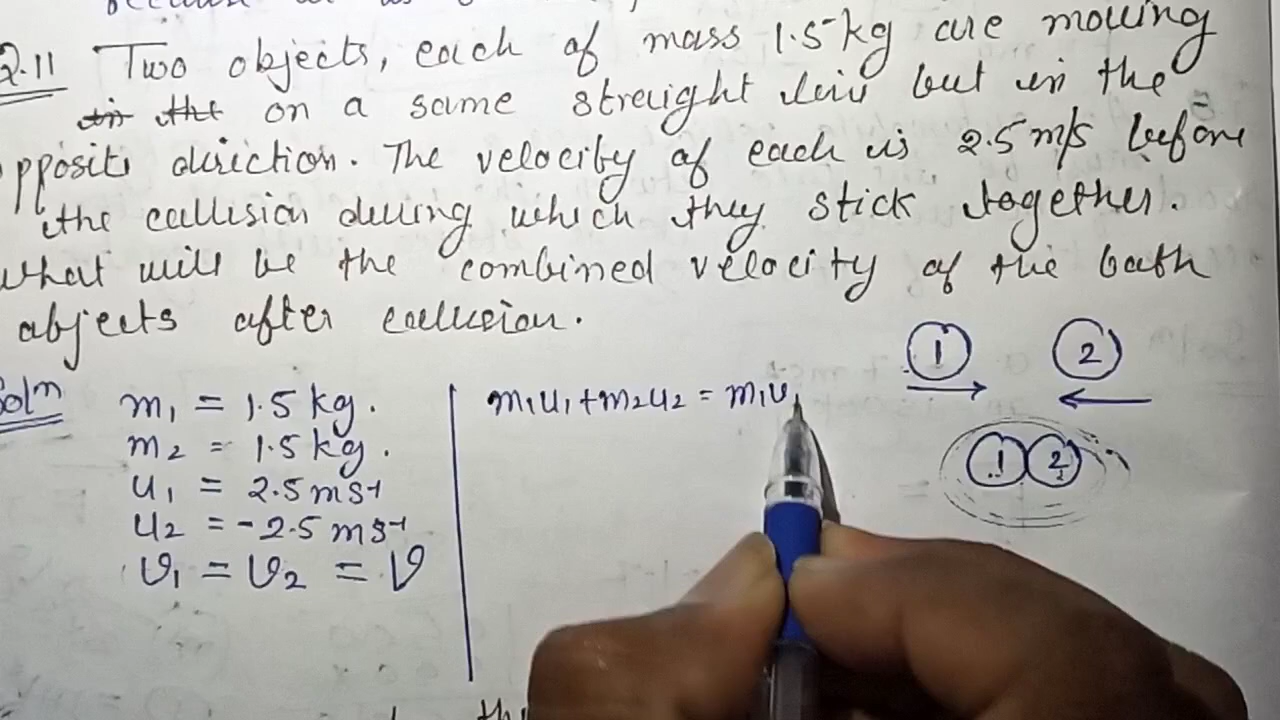 Q.11 Two objects, each of mass 1.5 kg are moving
in the on a same straight line but in the
opposite direction. The velocity of each is 2.5 m/s before
the collision during which they stick together.
what will be the combined velocity of the both
objects after collision.
Soln
m₁ = 1.5 kg.
m₂ = 1.5 kg.
u₁ = 2.5 ms⁻¹
u₂ = -2.5 ms⁻¹
v₁ = v₂ = v
m₁u₁ + m₂u₂ = m₁v₁
1 2
1 2